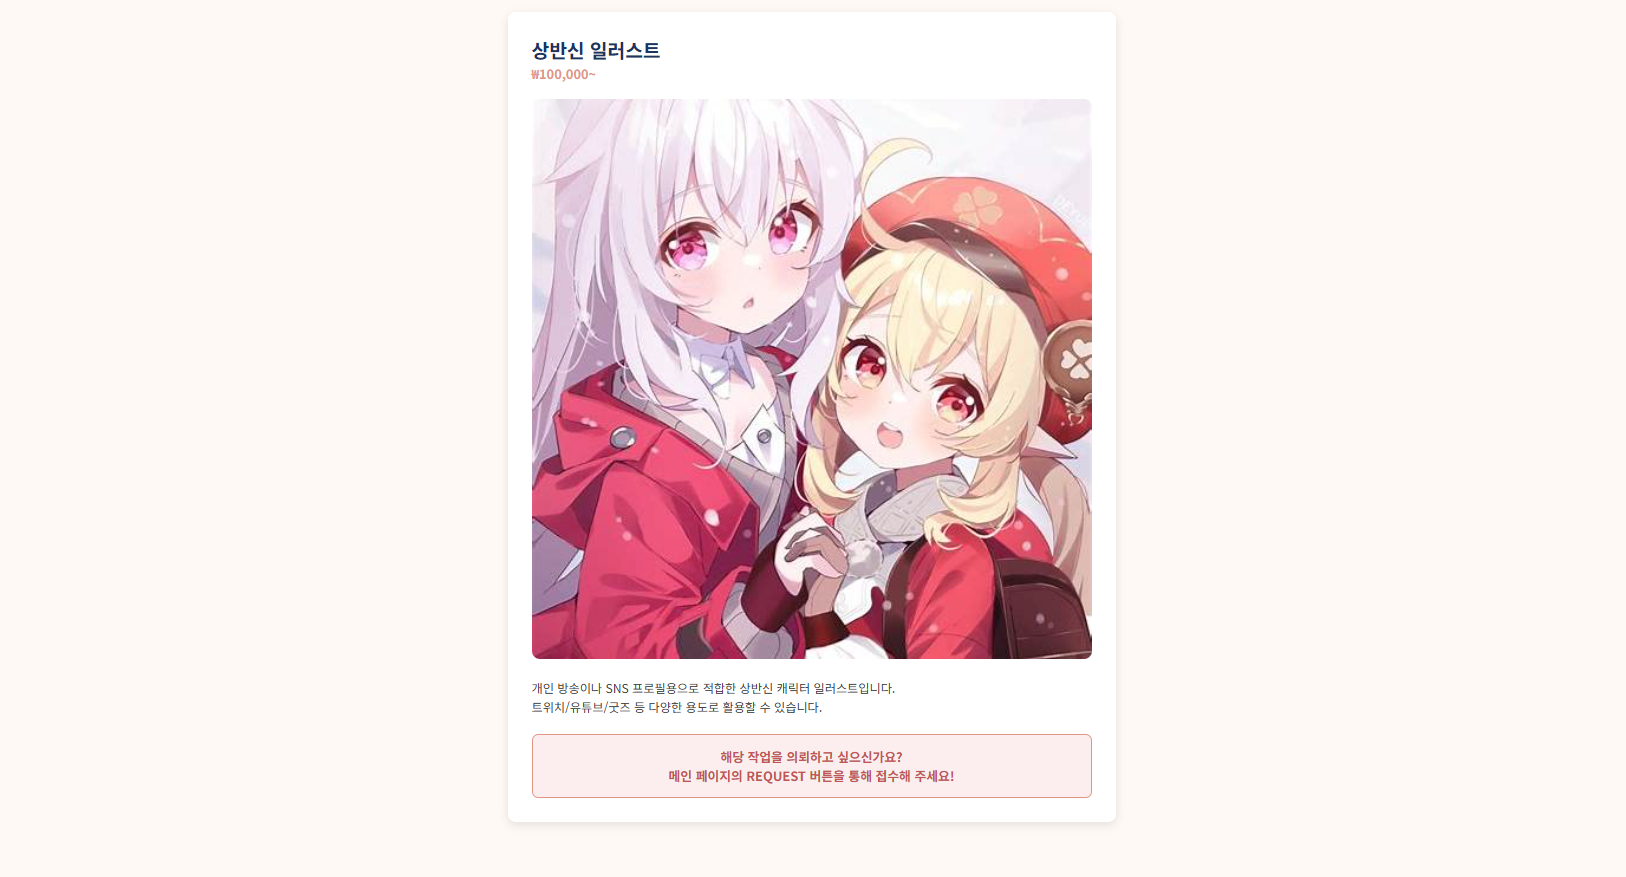 상반신 일러스트
₩100,000~
개인 방송이나 SNS 프로필용으로 적합한 상반신 캐릭터 일러스트입니다.
트위치/유튜브/굿즈 등 다양한 용도로 활용할 수 있습니다.
해당 작업을 의뢰하고 싶으신가요?
메인 페이지의 REQUEST 버튼을 통해 접수해 주세요!